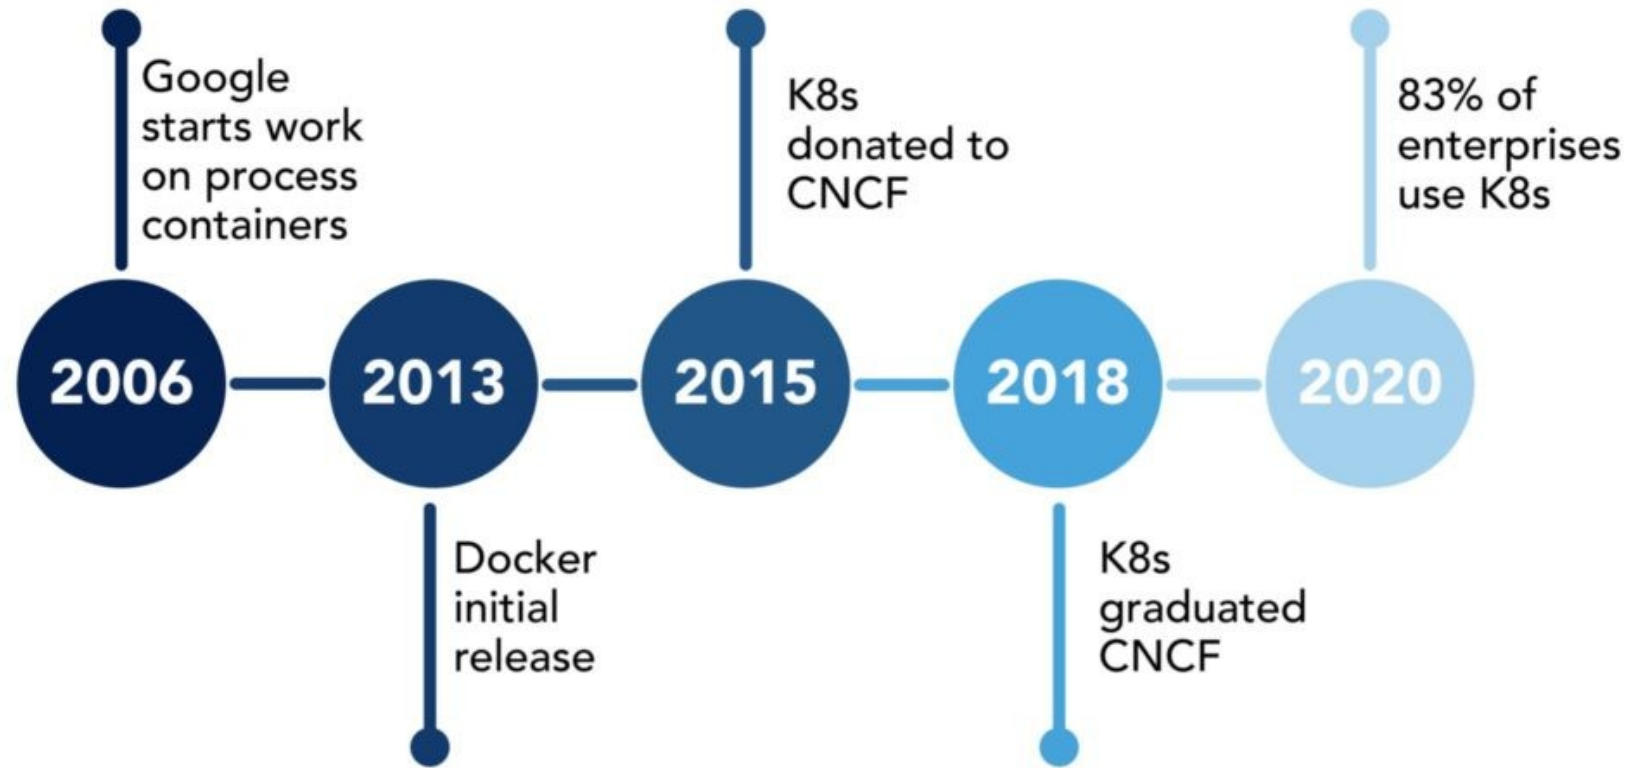 Google
starts work
on process
containers
K8s
donated to
CNCF
83% of
enterprises
use K8s
2006
2013
2015
2018
2020
Docker
initial
release
K8s
graduated
CNCF